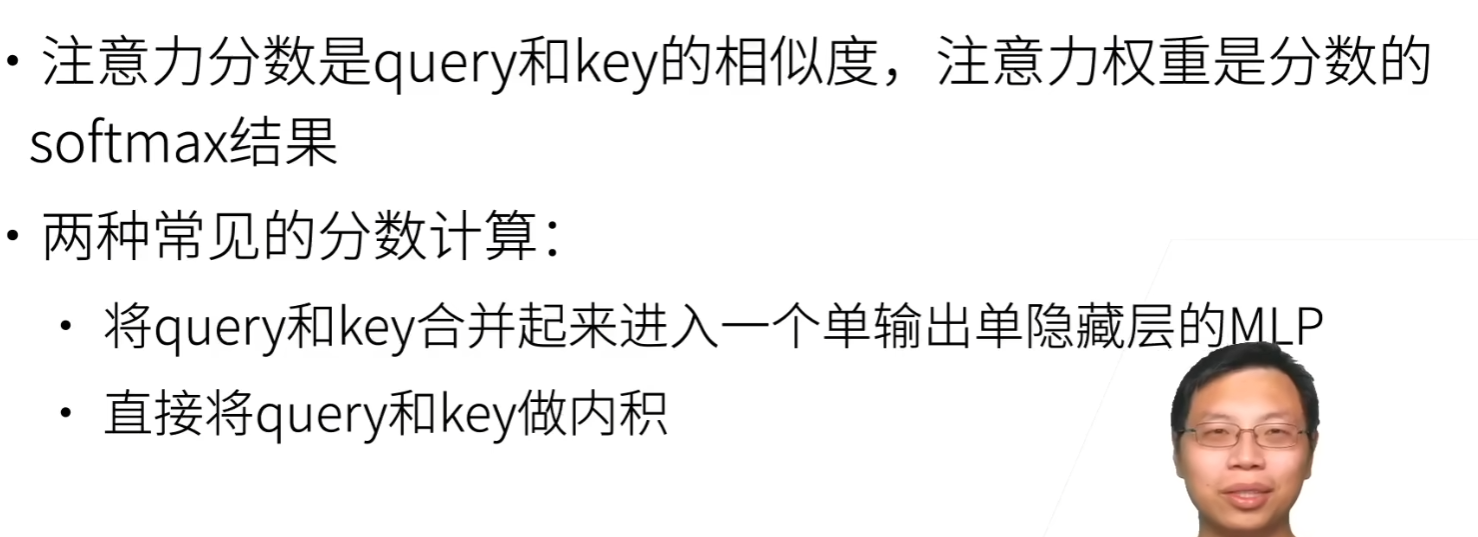 • 注意力分数是query和key的相似度，注意力权重是分数的
softmax结果
• 两种常见的分数计算：
• 将query和key合并起来进入一个单输出单隐藏层的MLP
• 直接将query和key做内积